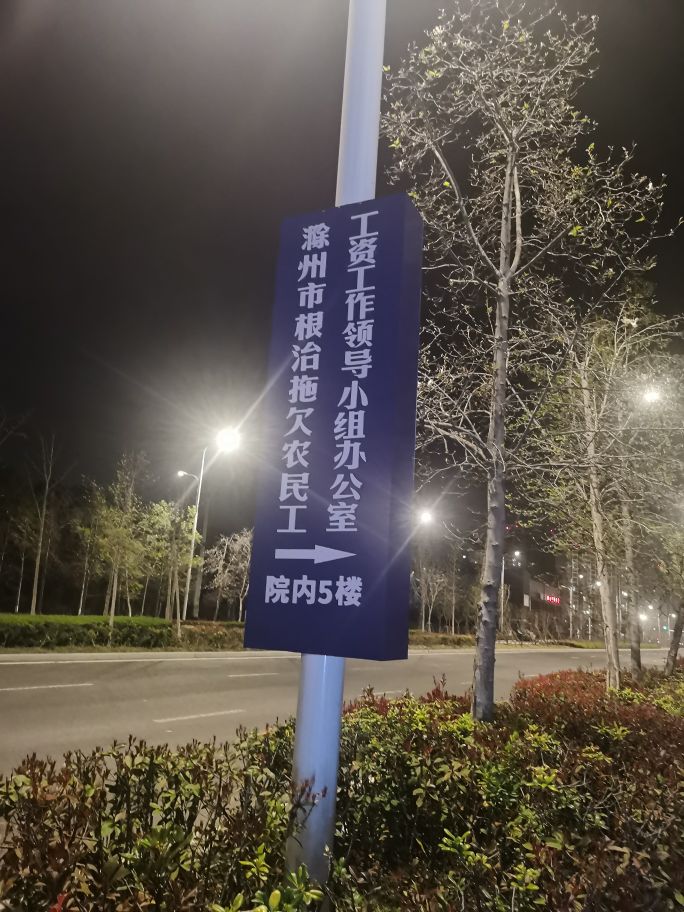 滁州市根治拖欠农民工
工资工作领导小组办公室
院内5楼